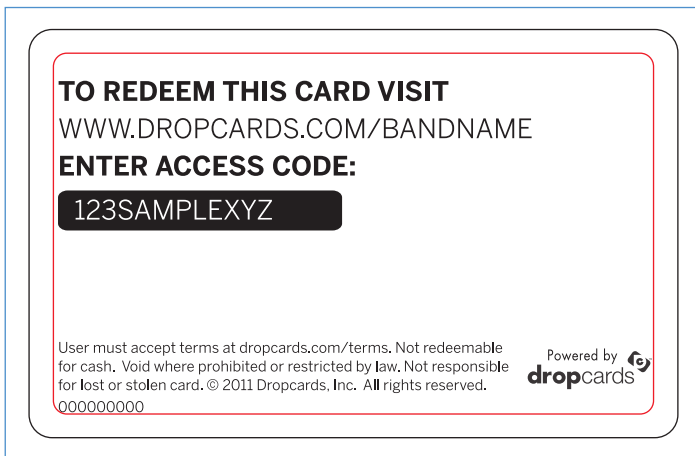 TO REDEEM THIS CARD VISIT
WWW.DROPCARDS.COM/BANDNAME
ENTER ACCESS CODE:
123SAMPLEXYZ
User must accept terms at dropcards.com/terms. Not redeemable
for cash. Void where prohibited or restricted by law. Not responsible
for lost or stolen card. © 2011 Dropcards, Inc. All rights reserved.
000000000
Powered by
dropcards